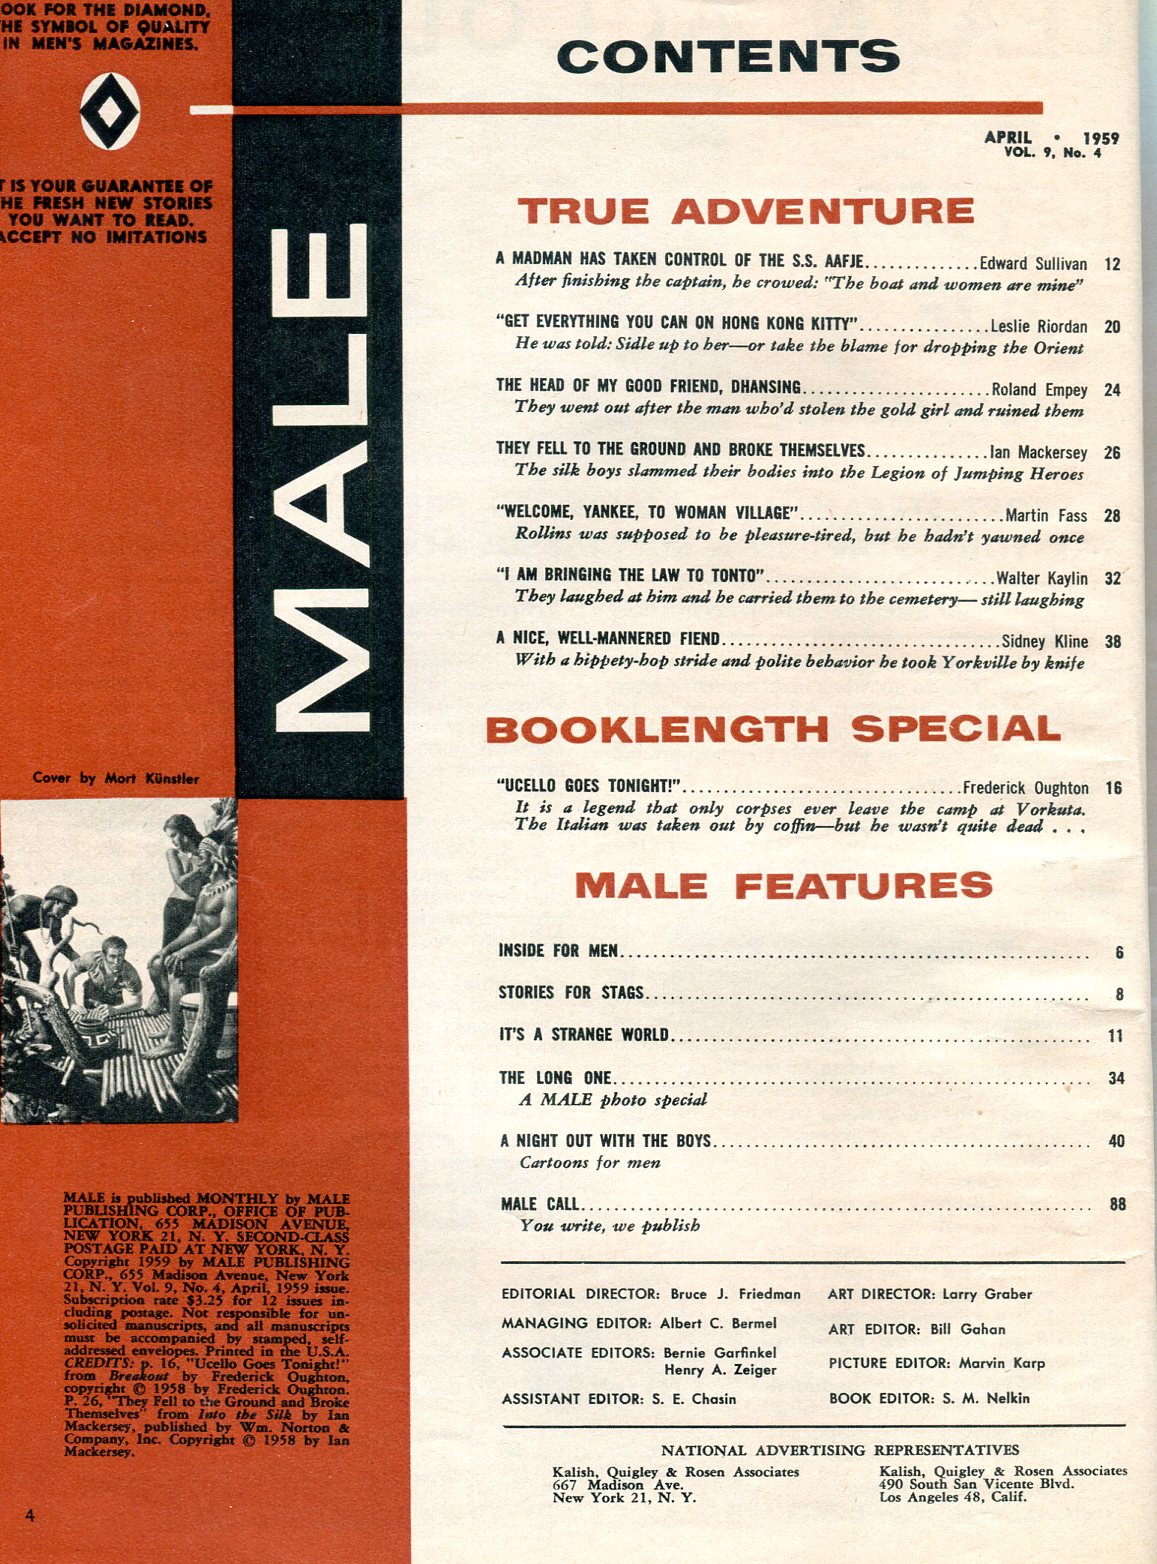 OOK FOR THE DIAMOND,
HE SYMBOL OF QUALITY
IN MEN'S MAGAZINES.
T IS YOUR GUARANTEE OF
HE FRESH NEW STORIES
YOU WANT TO READ.
ACCEPT NO IMITATIONS
MALE
Cover by Mort Künstler
MALE is published MONTHLY by MALE
PUBLISHING CORP., OFFICE OF PUB-
LICATION, 655 MADISON AVENUE,
NEW YORK 21, N. Y. SECOND-CLASS
POSTAGE PAID AT NEW YORK, N. Y.
Copyright 1959 by MALE PUBLISHING
CORP., 655 Madison Avenue, New York
21, N. Y. Vol. 9, No. 4, April, 1959 issue.
Subscription rate $3.25 for 12 issues in-
cluding postage. Not responsible for un-
solicited manuscripts, and all manuscripts
must be accompanied by stamped, self-
addressed envelopes. Printed in the U.S.A.
CREDITS: p. 16, "Ucello Goes Tonight!"
from Breakout by Frederick Oughton,
copyright © 1958 by Frederick Oughton.
P. 26, "They Fell to the Ground and Broke
Themselves" from Into the Silk by Ian
Mackersey, published by Wm. Norton &
Company, Inc. Copyright © 1958 by Ian
Mackersey.
4
CONTENTS
APRIL • 1959
VOL. 9, No. 4
TRUE ADVENTURE
A MADMAN HAS TAKEN CONTROL OF THE S.S. AAFJE..............Edward Sullivan 12
After finishing the captain, he crowed: "The boat and women are mine"
"GET EVERYTHING YOU CAN ON HONG KONG KITTY"................Leslie Riordan 20
He was told: Sidle up to her—or take the blame for dropping the Orient
THE HEAD OF MY GOOD FRIEND, DHANSING.......................Roland Empey 24
They went out after the man who'd stolen the gold girl and ruined them
THEY FELL TO THE GROUND AND BROKE THEMSELVES...............Ian Mackersey 26
The silk boys slammed their bodies into the Legion of Jumping Heroes
"WELCOME, YANKEE, TO WOMAN VILLAGE".........................Martin Fass 28
Rollins was supposed to be pleasure-tired, but he hadn't yawned once
"I AM BRINGING THE LAW TO TONTO"............................Walter Kaylin 32
They laughed at him and he carried them to the cemetery—still laughing
A NICE, WELL-MANNERED FIEND..................................Sidney Kline 38
With a hippety-hop stride and polite behavior he took Yorkville by knife
BOOKLENGTH SPECIAL
"UCELLO GOES TONIGHT!"..................................Frederick Oughton 16
It is a legend that only corpses ever leave the camp at Vorkuta.
The Italian was taken out by coffin—but he wasn't quite dead . . .
MALE FEATURES
INSIDE FOR MEN......................................................... 6
STORIES FOR STAGS...................................................... 8
IT'S A STRANGE WORLD................................................... 11
THE LONG ONE........................................................... 34
A MALE photo special
A NIGHT OUT WITH THE BOYS.............................................. 40
Cartoons for men
MALE CALL.............................................................. 88
You write, we publish
EDITORIAL DIRECTOR: Bruce J. Friedman
MANAGING EDITOR: Albert C. Bermel
ASSOCIATE EDITORS: Bernie Garfinkel
Henry A. Zeiger
ASSISTANT EDITOR: S. E. Chasin
ART DIRECTOR: Larry Graber
ART EDITOR: Bill Gahan
PICTURE EDITOR: Marvin Karp
BOOK EDITOR: S. M. Nelkin
NATIONAL ADVERTISING REPRESENTATIVES
Kalish, Quigley & Rosen Associates
667 Madison Ave.
New York 21, N. Y.
Kalish, Quigley & Rosen Associates
490 South San Vicente Blvd.
Los Angeles 48, Calif.